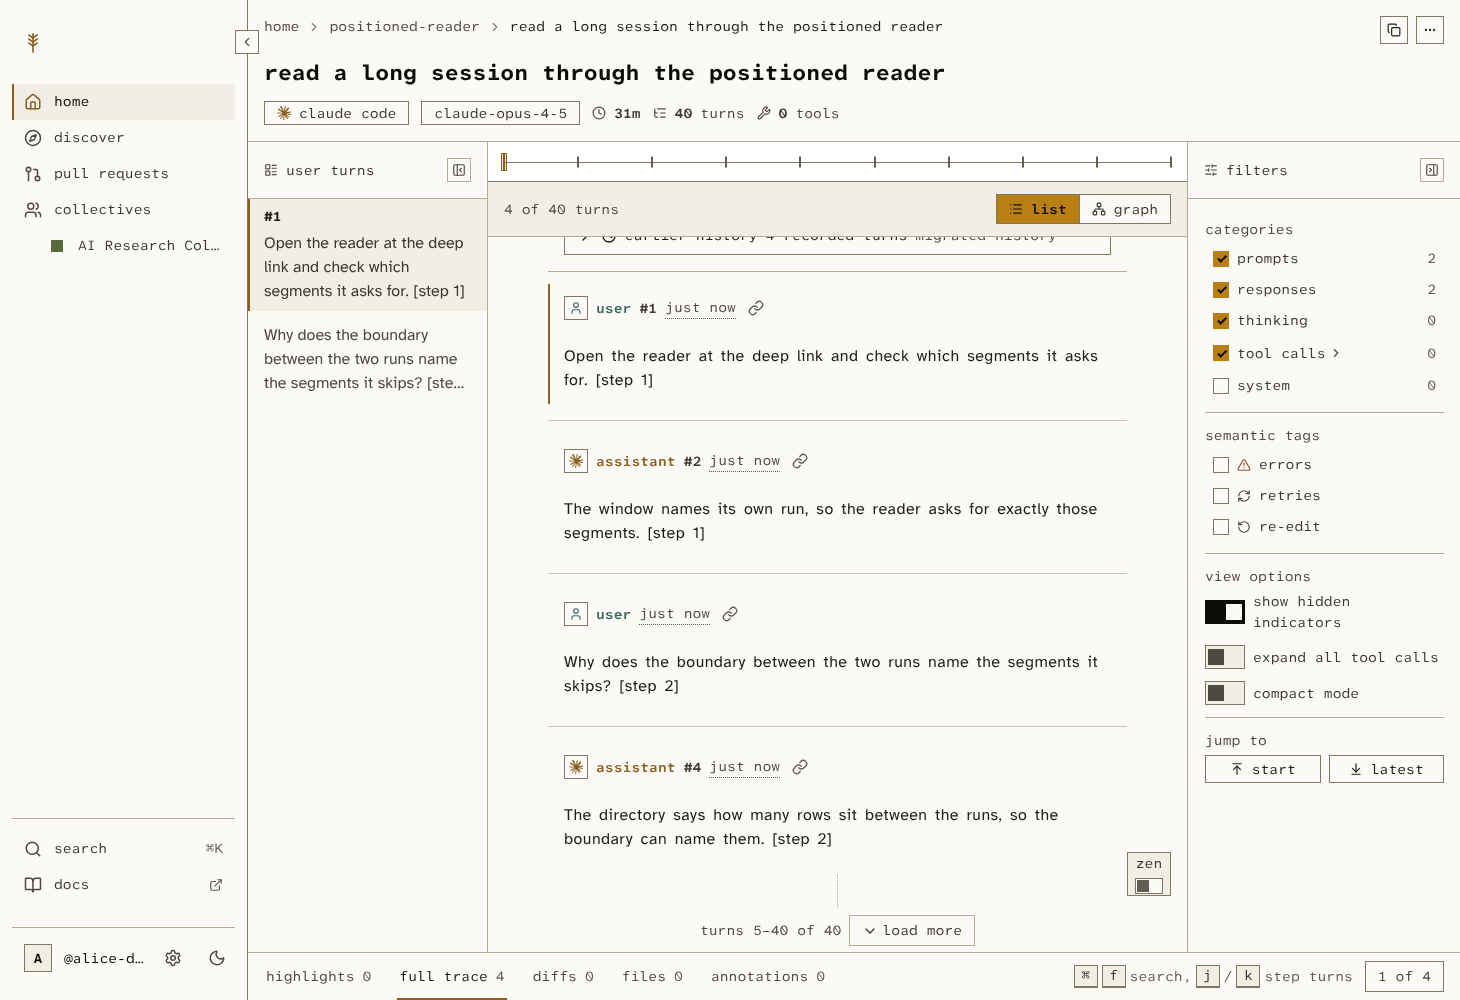 home
discover
pull requests
collectives
AI Research Col…
search ⌘K
docs
A @alice-d…
home > positioned-reader > read a long session through the positioned reader
read a long session through the positioned reader
claude code claude-opus-4-5 31m 40 turns 0 tools
user turns
#1
Open the reader at the deep
link and check which
segments it asks for. [step 1]
Why does the boundary
between the two runs name
the segments it skips? [ste…
4 of 40 turns
list graph
earlier history 4 recorded turns migrated history
user #1 just now
Open the reader at the deep link and check which segments it asks
for. [step 1]
assistant #2 just now
The window names its own run, so the reader asks for exactly those
segments. [step 1]
user just now
Why does the boundary between the two runs name the segments it
skips? [step 2]
assistant #4 just now
The directory says how many rows sit between the runs, so the
boundary can name them. [step 2]
zen
turns 5–40 of 40 load more
filters
categories
prompts 2
responses 2
thinking 0
tool calls > 0
system 0
semantic tags
errors
retries
re-edit
view options
show hidden
indicators
expand all tool calls
compact mode
jump to
start latest
highlights 0 full trace 4 diffs 0 files 0 annotations 0
⌘ f search, j / k step turns 1 of 4